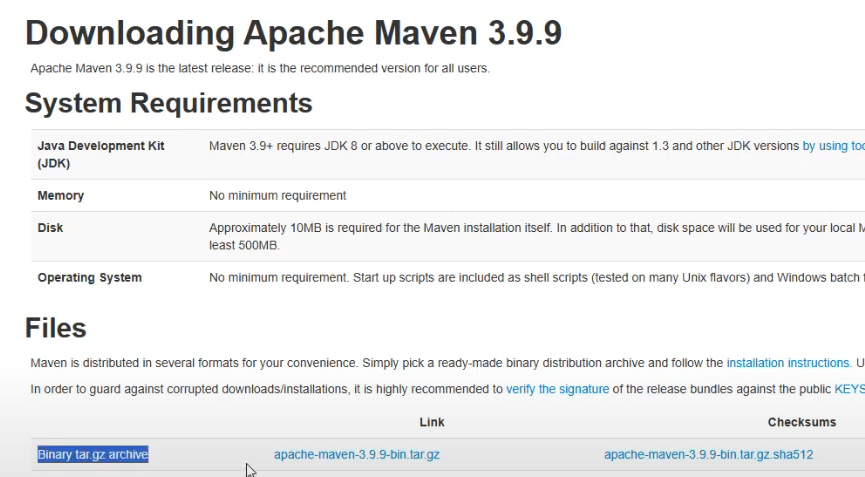 Downloading Apache Maven 3.9.9
Apache Maven 3.9.9 is the latest release: it is the recommended version for all users.
System Requirements
Java Development Kit (JDK) Maven 3.9+ requires JDK 8 or above to execute. It still allows you to build against 1.3 and other JDK versions by using
Memory No minimum requirement
Disk Approximately 10MB is required for the Maven installation itself. In addition to that, disk space will be used for your local
least 500MB.
Operating System No minimum requirement. Start up scripts are included as shell scripts (tested on many Unix flavors) and Windows batch
Files
Maven is distributed in several formats for your convenience. Simply pick a ready-made binary distribution archive and follow the installation instructions.
In order to guard against corrupted downloads/installations, it is highly recommended to verify the signature of the release bundles against the public KEYS
Link Checksums
Binary tar.gz archive apache-maven-3.9.9-bin.tar.gz apache-maven-3.9.9-bin.tar.gz.sha512